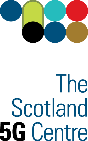 The
Scotland
5G Centre